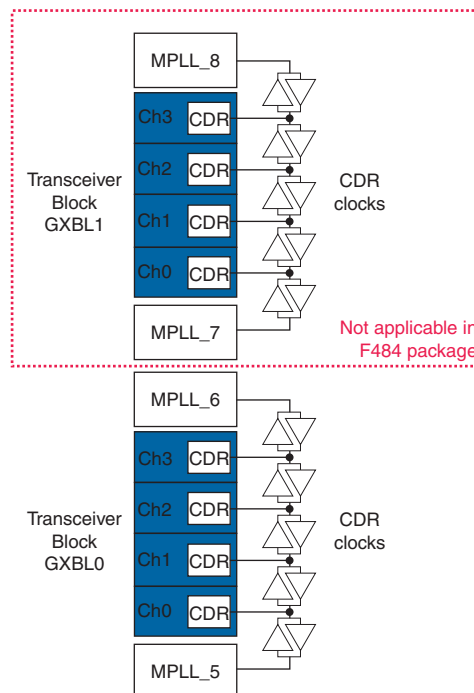 MPLL_8
Ch3 CDR
Ch2 CDR
Transceiver
Block
GXBL1
CDR
clocks
Ch1 CDR
Ch0 CDR
MPLL_7
Not applicable in
F484 package
MPLL_6
Ch3 CDR
Ch2 CDR
Transceiver
Block
GXBL0
CDR
clocks
Ch1 CDR
Ch0 CDR
MPLL_5